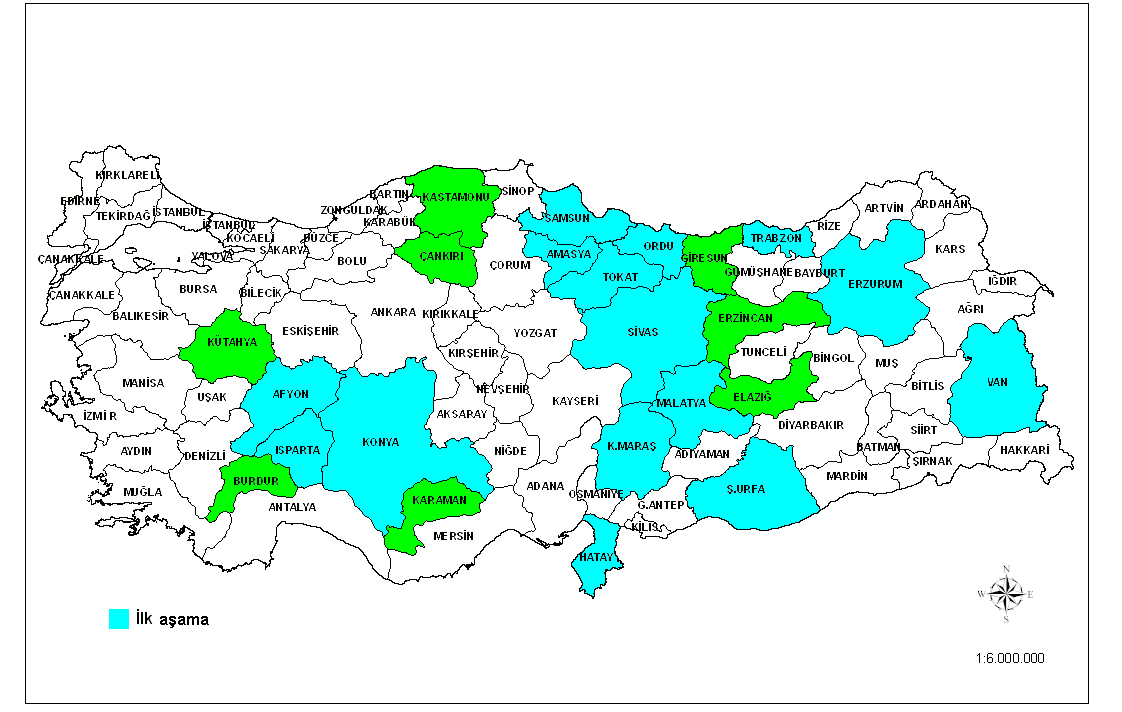 KIRKLARELİ
EDİRNE
TEKİRDAĞ
İSTANBUL
İSTANBUL
KOCAELİ
YALOVA
SAKARYA
DÜZCE
ZONGULDAK
BARTIN
KARABÜK
KASTAMONU
SİNOP
SAMSUN
ORDU
GİRESUN
TRABZON
RİZE
ARTVİN
ARDAHAN
KARS
IĞDIR
ÇANAKKALE
ÇANAKKALE
BALIKESİR
BURSA
BİLECİK
BOLU
ÇANKIRI
ÇORUM
AMASYA
TOKAT
GÜMÜŞHANE
BAYBURT
ERZURUM
AĞRI
KÜTAHYA
ESKİŞEHİR
ANKARA
KIRIKKALE
YOZGAT
SİVAS
ERZİNCAN
TUNCELİ
BİNGOL
MUŞ
BİTLİS
VAN
MANİSA
UŞAK
AFYON
KIRŞEHİR
NEVŞEHİR
KAYSERİ
MALATYA
ELAZIĞ
DİYARBAKIR
SİİRT
BATMAN
ŞIRNAK
HAKKARİ
İZMİR
AYDIN
DENİZLİ
ISPARTA
KONYA
AKSARAY
NİĞDE
K.MARAŞ
ADIYAMAN
MARDİN
MUĞLA
BURDUR
ANTALYA
KARAMAN
MERSİN
ADANA
OSMANİYE
G.ANTEP
KİLİS
Ş.URFA
HATAY
İlk aşama
N
W
E
S
1:6.000.000